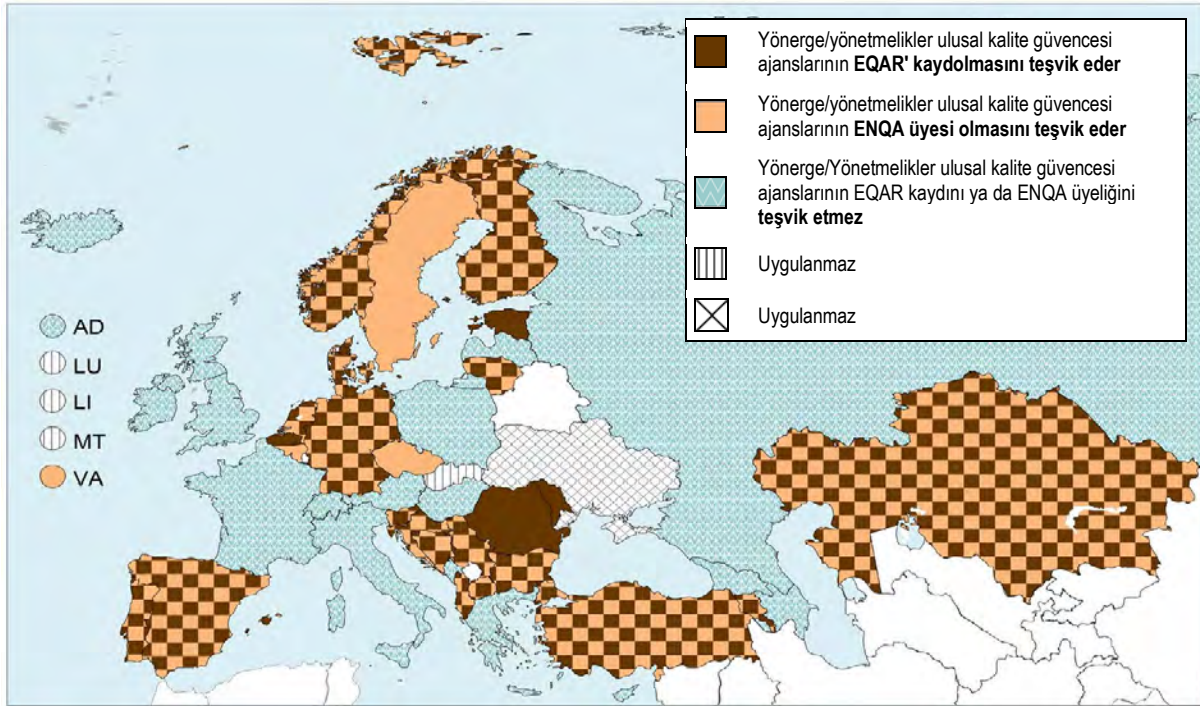 Yönerge/yönetmelikler ulusal kalite güvencesi
ajanslarının EQAR' kaydolmasını teşvik eder
Yönerge/yönetmelikler ulusal kalite güvencesi
ajanslarının ENQA üyesi olmasını teşvik eder
Yönerge/Yönetmelikler ulusal kalite güvencesi
ajanslarının EQAR kaydını ya da ENQA üyeliğini
teşvik etmez
Uygulanmaz
Uygulanmaz
AD
LU
LI
MT
VA